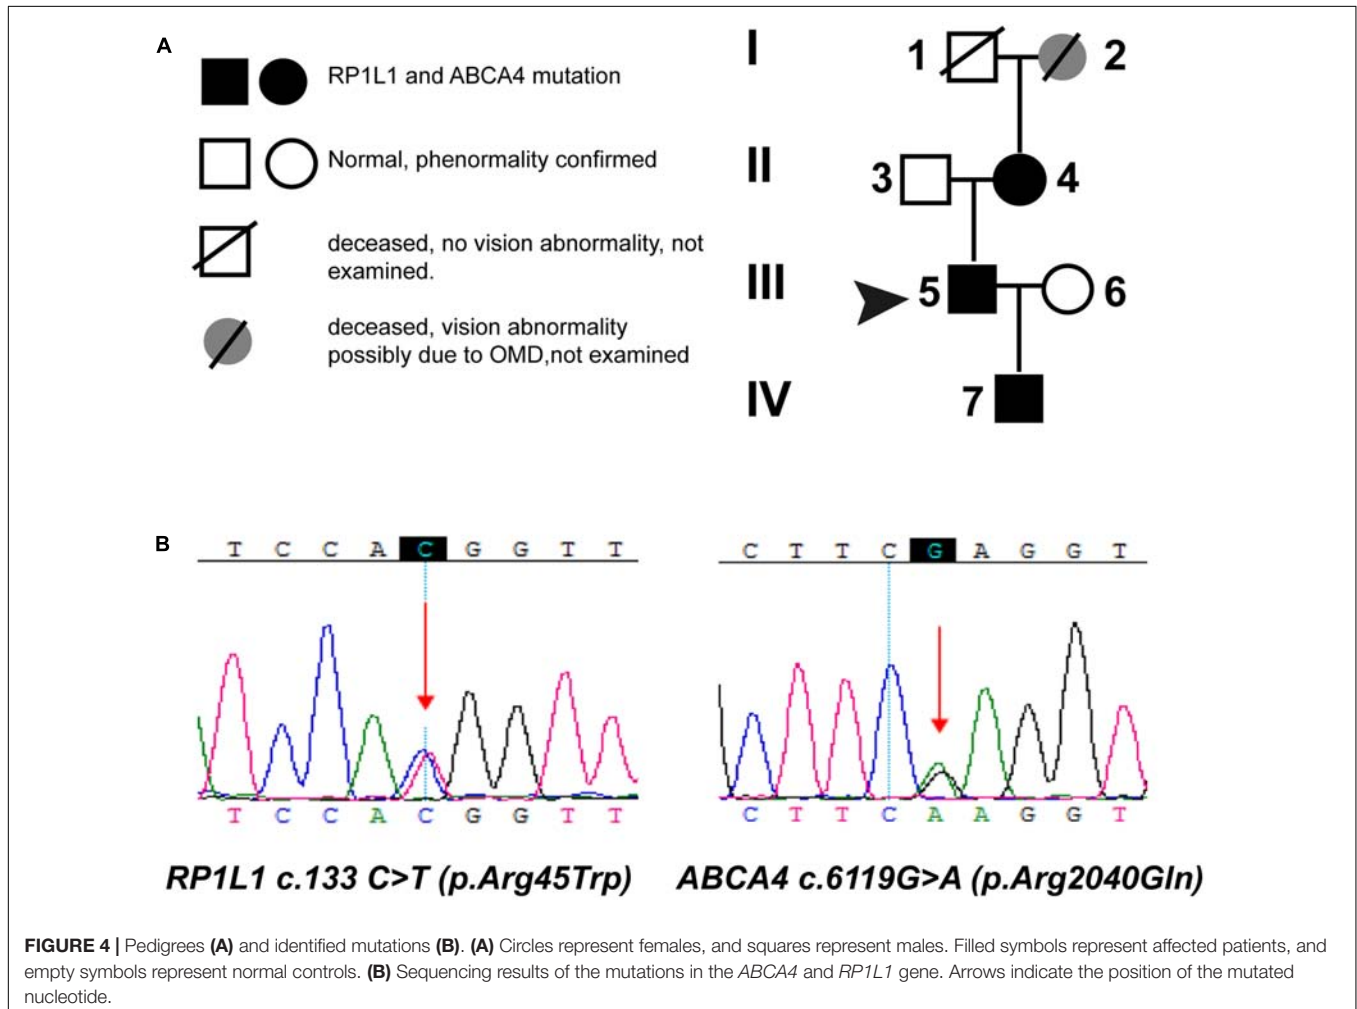 A
RP1L1 and ABCA4 mutation
Normal, phenormality confirmed
deceased, no vision abnormality, not
examined.
deceased, vision abnormality
possibly due to OMD,not examined
I
1
2
II
3
4
III
5
6
IV
7
B
T C C A C G G T T
T C C A C G G T T
RP1L1 c.133 C>T (p.Arg45Trp)
C T T C G A G G T
C T T C A A G G T
ABCA4 c.6119G>A (p.Arg2040Gln)
FIGURE 4 | Pedigrees (A) and identified mutations (B). (A) Circles represent females, and squares represent males. Filled symbols represent affected patients, and
empty symbols represent normal controls. (B) Sequencing results of the mutations in the ABCA4 and RP1L1 gene. Arrows indicate the position of the mutated
nucleotide.